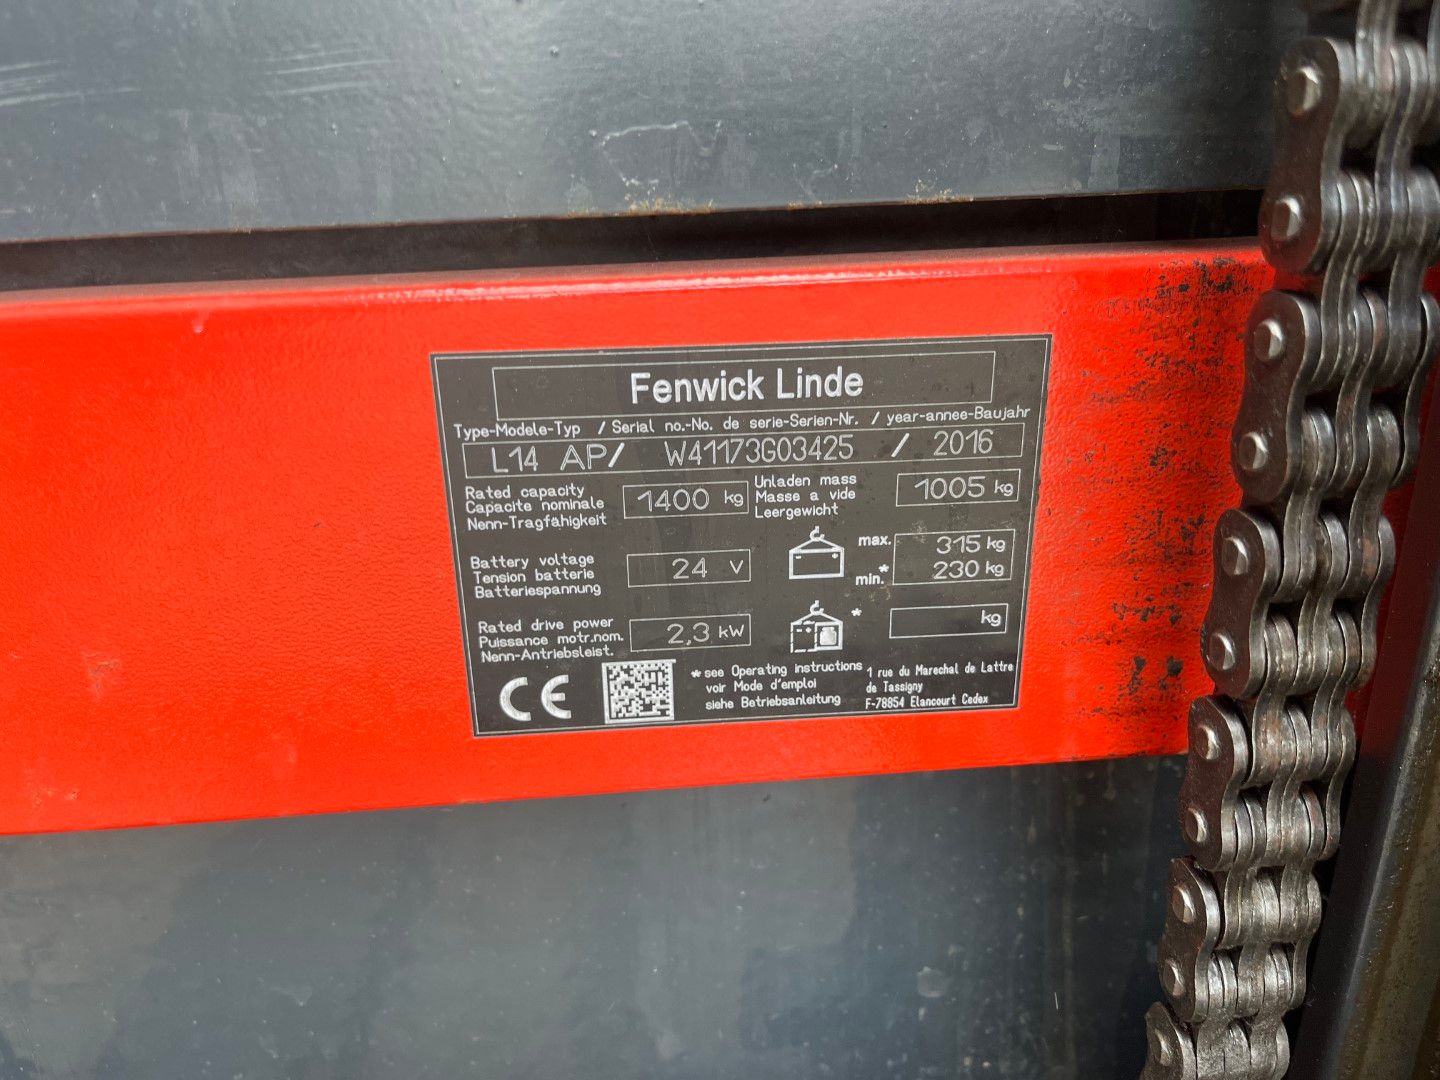 Fenwick Linde
Type-Modele-Typ / Serial no.-No. de serie-Serien-Nr. / year-annee-Baujahr
L14 AP/ W41173G03425 / 2016
Rated capacity
Capacite nominale
Nenn-Tragfähigkeit
1400 kg
Unladen mass
Masse a vide
Leergewicht
1005 kg
Battery voltage
Tension batterie
Batteriespannung
24 V
max. 315 kg
min.* 230 kg
Rated drive power
Puissance motr.nom.
Nenn-Antriebsleist.
2,3 kW
* kg
CE
*see Operating instructions
voir Mode d'emploi
siehe Betriebsanleitung
1 rue du Marechal de Lattre
de Tassigny
F-78854 Elancourt Cedex